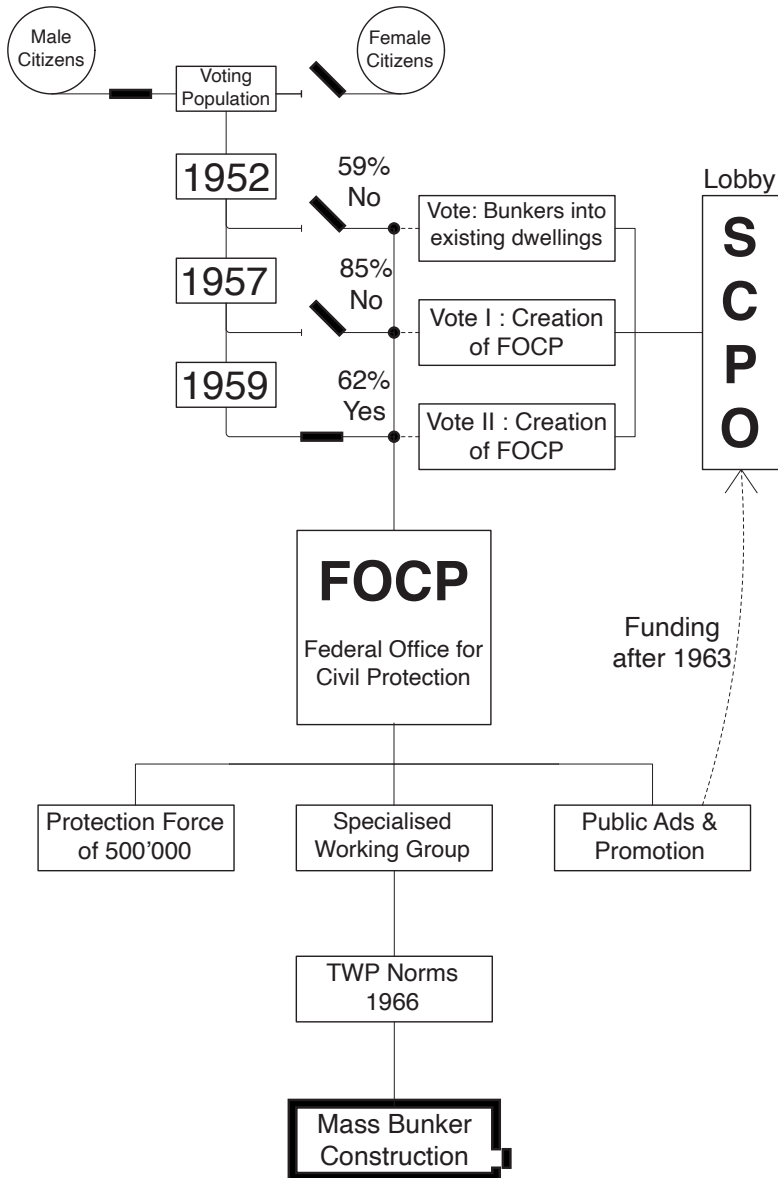 Male
Citizens
Female
Citizens
Voting
Population
1952
59%
No
Vote: Bunkers into
existing dwellings
Lobby
S
C
P
O
1957
85%
No
Vote I : Creation
of FOCP
1959
62%
Yes
Vote II : Creation
of FOCP
FOCP
Federal Office for
Civil Protection
Funding
after 1963
Protection Force
of 500'000
Specialised
Working Group
Public Ads &
Promotion
TWP Norms
1966
Mass Bunker
Construction